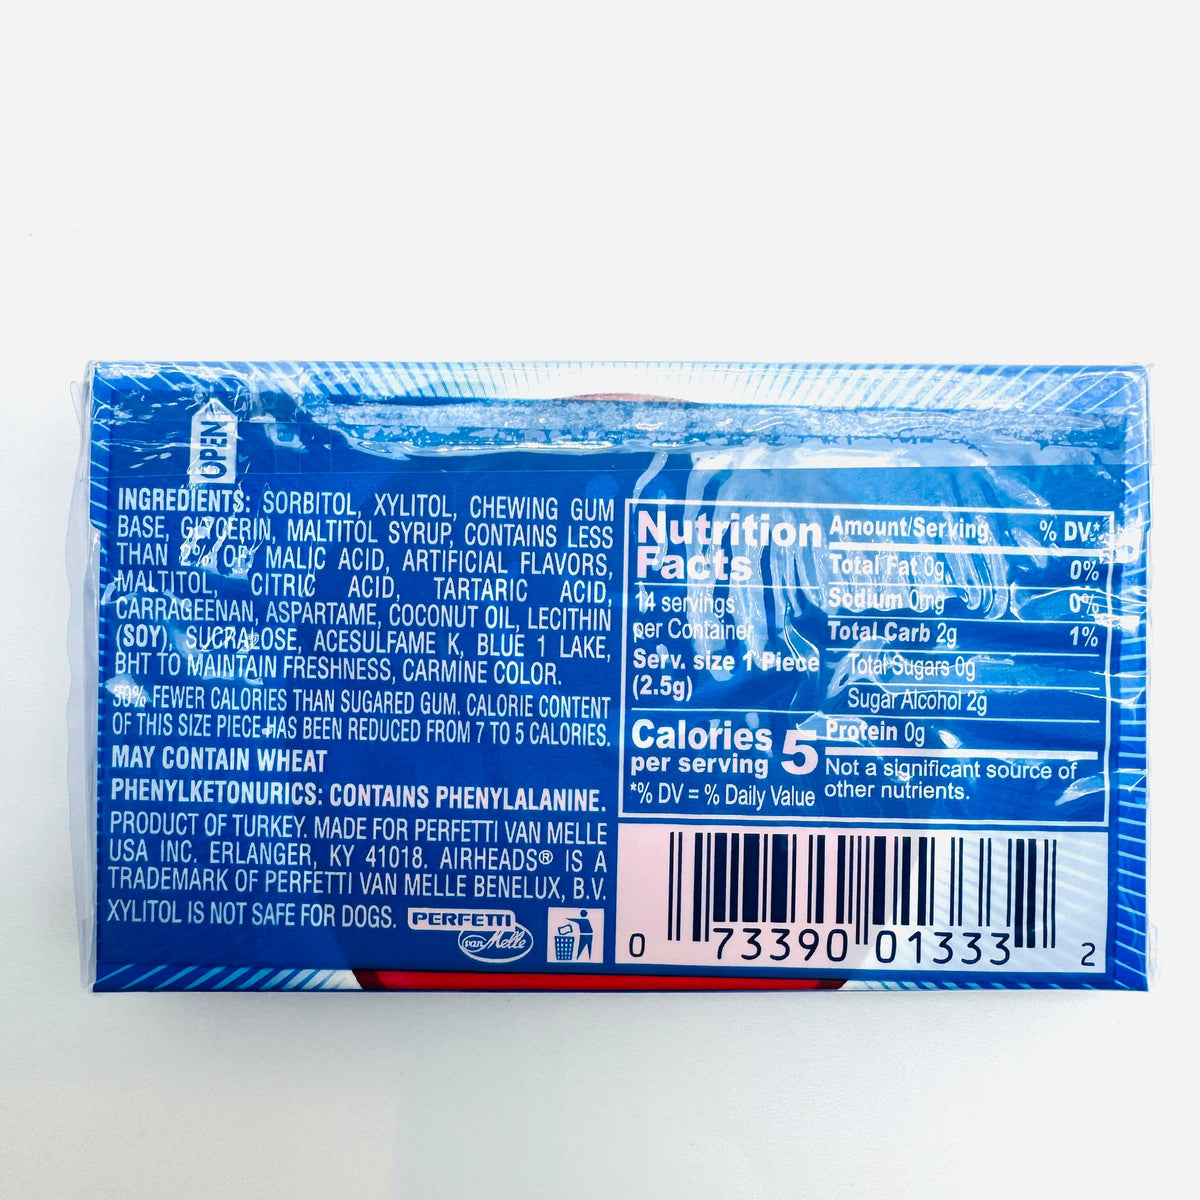 OPEN
INGREDIENTS: SORBITOL, XYLITOL, CHEWING GUM
BASE, GLYCERIN, MALTITOL SYRUP, CONTAINS LESS
THAN 2% OF: MALIC ACID, ARTIFICIAL FLAVORS,
MALTITOL, CITRIC ACID, TARTARIC ACID,
CARRAGEENAN, ASPARTAME, COCONUT OIL, LECITHIN
(SOY), SUCRALOSE, ACESULFAME K, BLUE 1 LAKE,
BHT TO MAINTAIN FRESHNESS, CARMINE COLOR.
FEWER CALORIES THAN SUGARED GUM. CALORIE CONTENT
OF THIS SIZE PIECE HAS BEEN REDUCED FROM 7 TO 5 CALORIES.
MAY CONTAIN WHEAT
PHENYLKETONURICS: CONTAINS PHENYLALANINE.
PRODUCT OF TURKEY. MADE FOR PERFETTI VAN MELLE
USA INC. ERLANGER, KY 41018. AIRHEADS® IS A
TRADEMARK OF PERFETTI VAN MELLE BENELUX, B.V.
XYLITOL IS NOT SAFE FOR DOGS.
PERFETTI
van Melle
Nutrition
Facts
14 servings
per Container
Serv. size 1 Piece
(2.5g)
Calories 5
per serving
*% DV = % Daily Value
Amount/Serving % DV*
Total Fat 0g 0%
Sodium 0mg 0%
Total Carb 2g 1%
Total Sugars 0g
Sugar Alcohol 2g
Protein 0g
Not a significant source of
other nutrients.
0 73390 01333 2